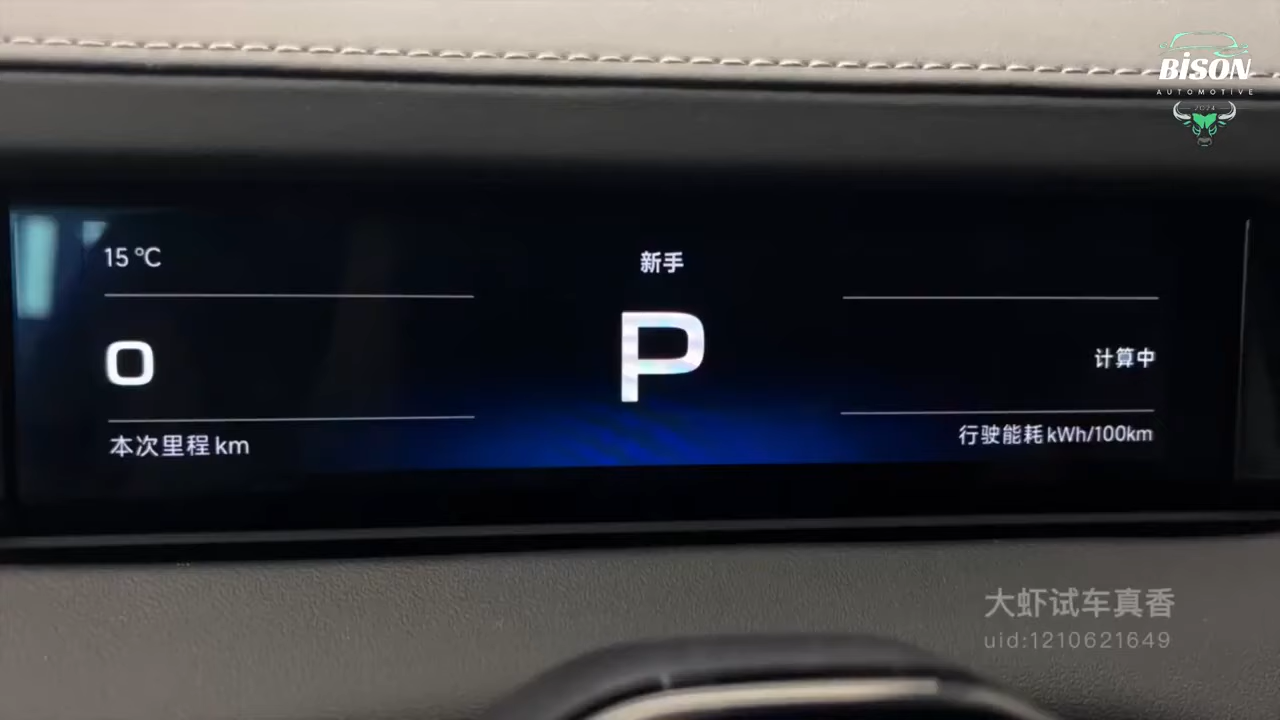 BISON
AUTOMOTIVE
2024
15 °C
新手
0
P
计算中
本次里程 km
行驶能耗 kWh/100km
大虾试车真香
uid:1210621649